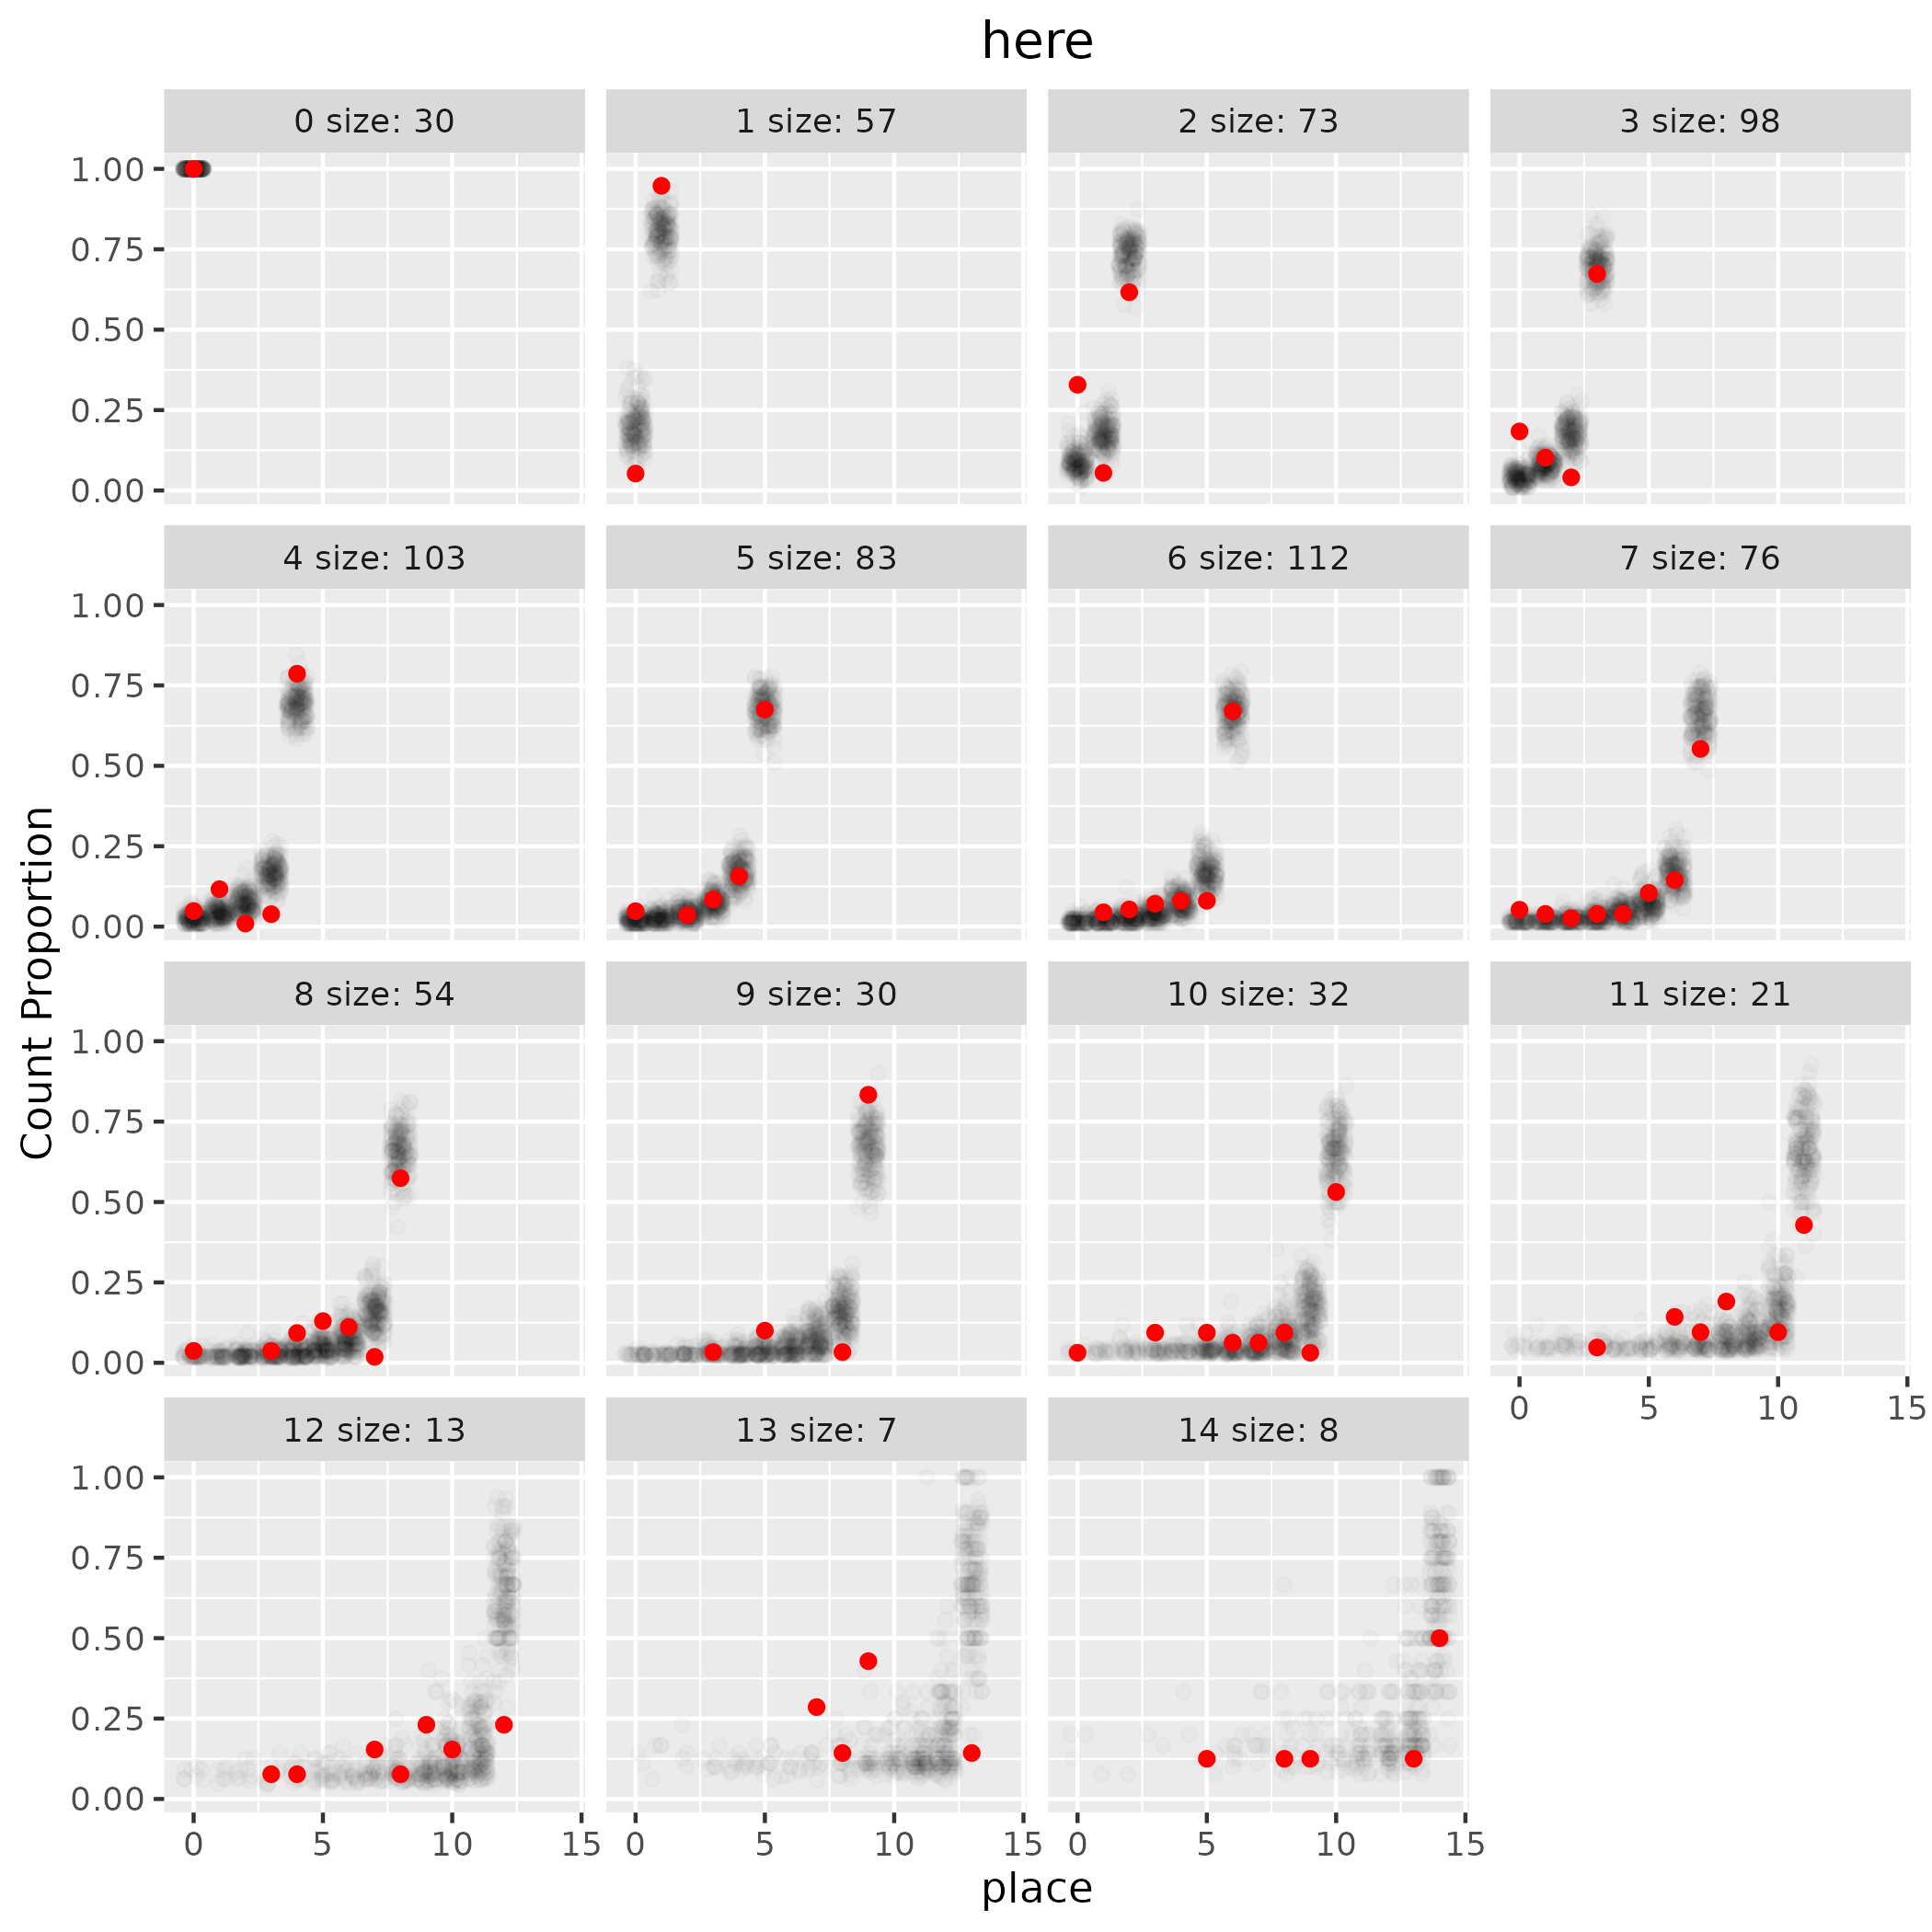 here
0 size: 30
1 size: 57
2 size: 73
3 size: 98
1.00
0.75
0.50
0.25
0.00
4 size: 103
5 size: 83
6 size: 112
7 size: 76
1.00
0.75
0.50
0.25
0.00
Count Proportion
8 size: 54
9 size: 30
10 size: 32
11 size: 21
1.00
0.75
0.50
0.25
0.00
0 5 10 15
12 size: 13
13 size: 7
14 size: 8
1.00
0.75
0.50
0.25
0.00
0 5 10 15
0 5 10 15
0 5 10 15
place